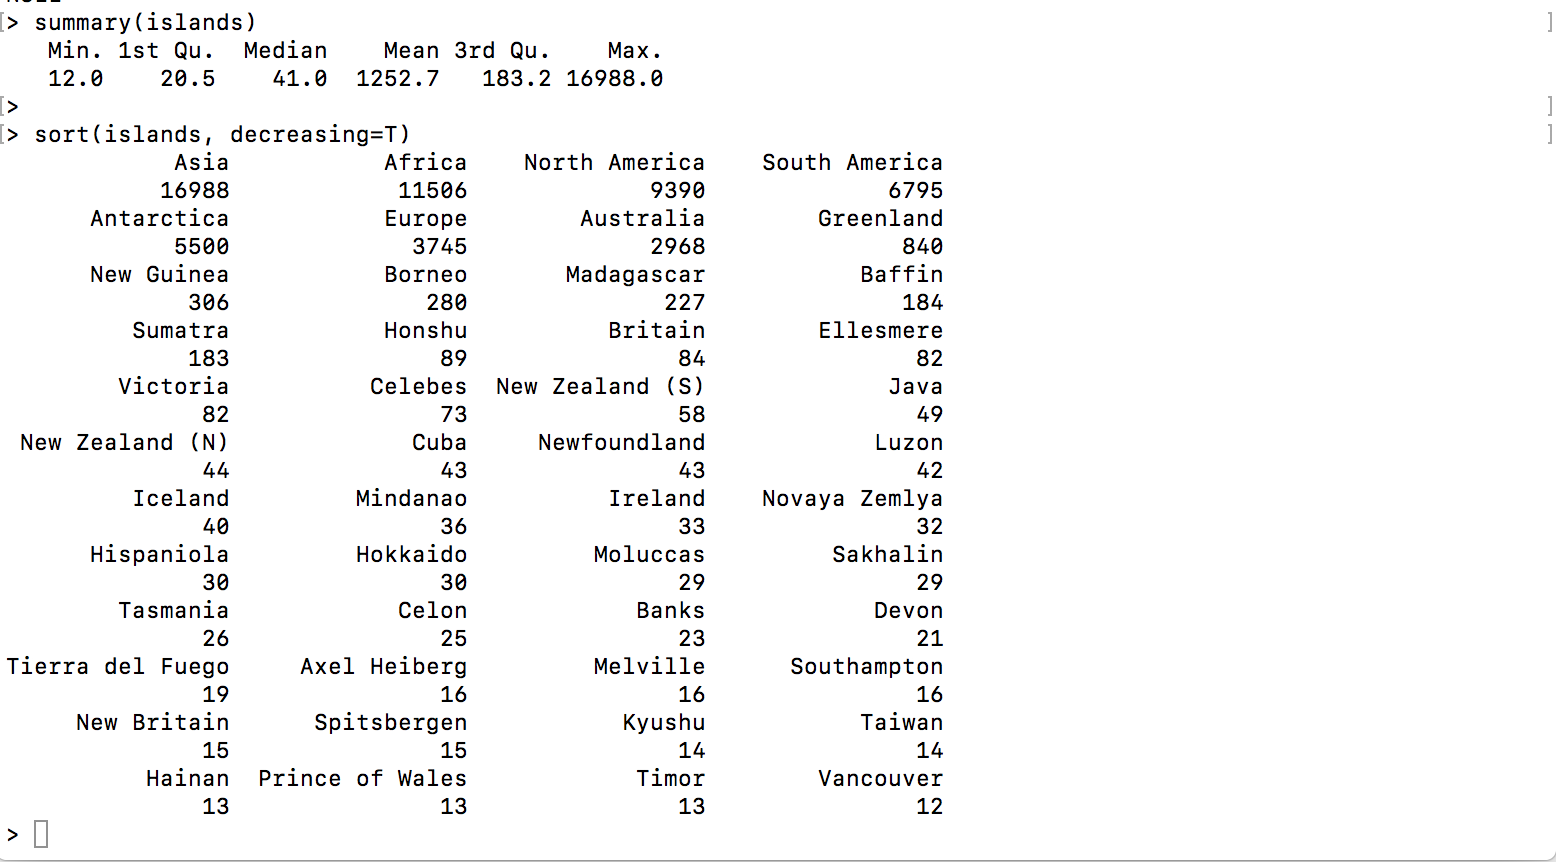 [> summary(islands) ]
   Min. 1st Qu.  Median    Mean 3rd Qu.    Max.
   12.0    20.5    41.0  1252.7   183.2 16988.0
[> ]
[> sort(islands, decreasing=T) ]
            Asia           Africa    North America    South America
           16988            11506             9390             6795
      Antarctica           Europe        Australia        Greenland
            5500             3745             2968              840
      New Guinea           Borneo       Madagascar           Baffin
             306              280              227              184
         Sumatra           Honshu          Britain        Ellesmere
             183               89               84               82
        Victoria          Celebes  New Zealand (S)             Java
              82               73               58               49
 New Zealand (N)             Cuba     Newfoundland            Luzon
              44               43               43               42
         Iceland         Mindanao          Ireland    Novaya Zemlya
              40               36               33               32
      Hispaniola         Hokkaido         Moluccas         Sakhalin
              30               30               29               29
        Tasmania            Celon            Banks            Devon
              26               25               23               21
Tierra del Fuego     Axel Heiberg         Melville      Southampton
              19               16               16               16
     New Britain      Spitsbergen           Kyushu           Taiwan
              15               15               14               14
          Hainan  Prince of Wales            Timor        Vancouver
              13               13               13               12
>